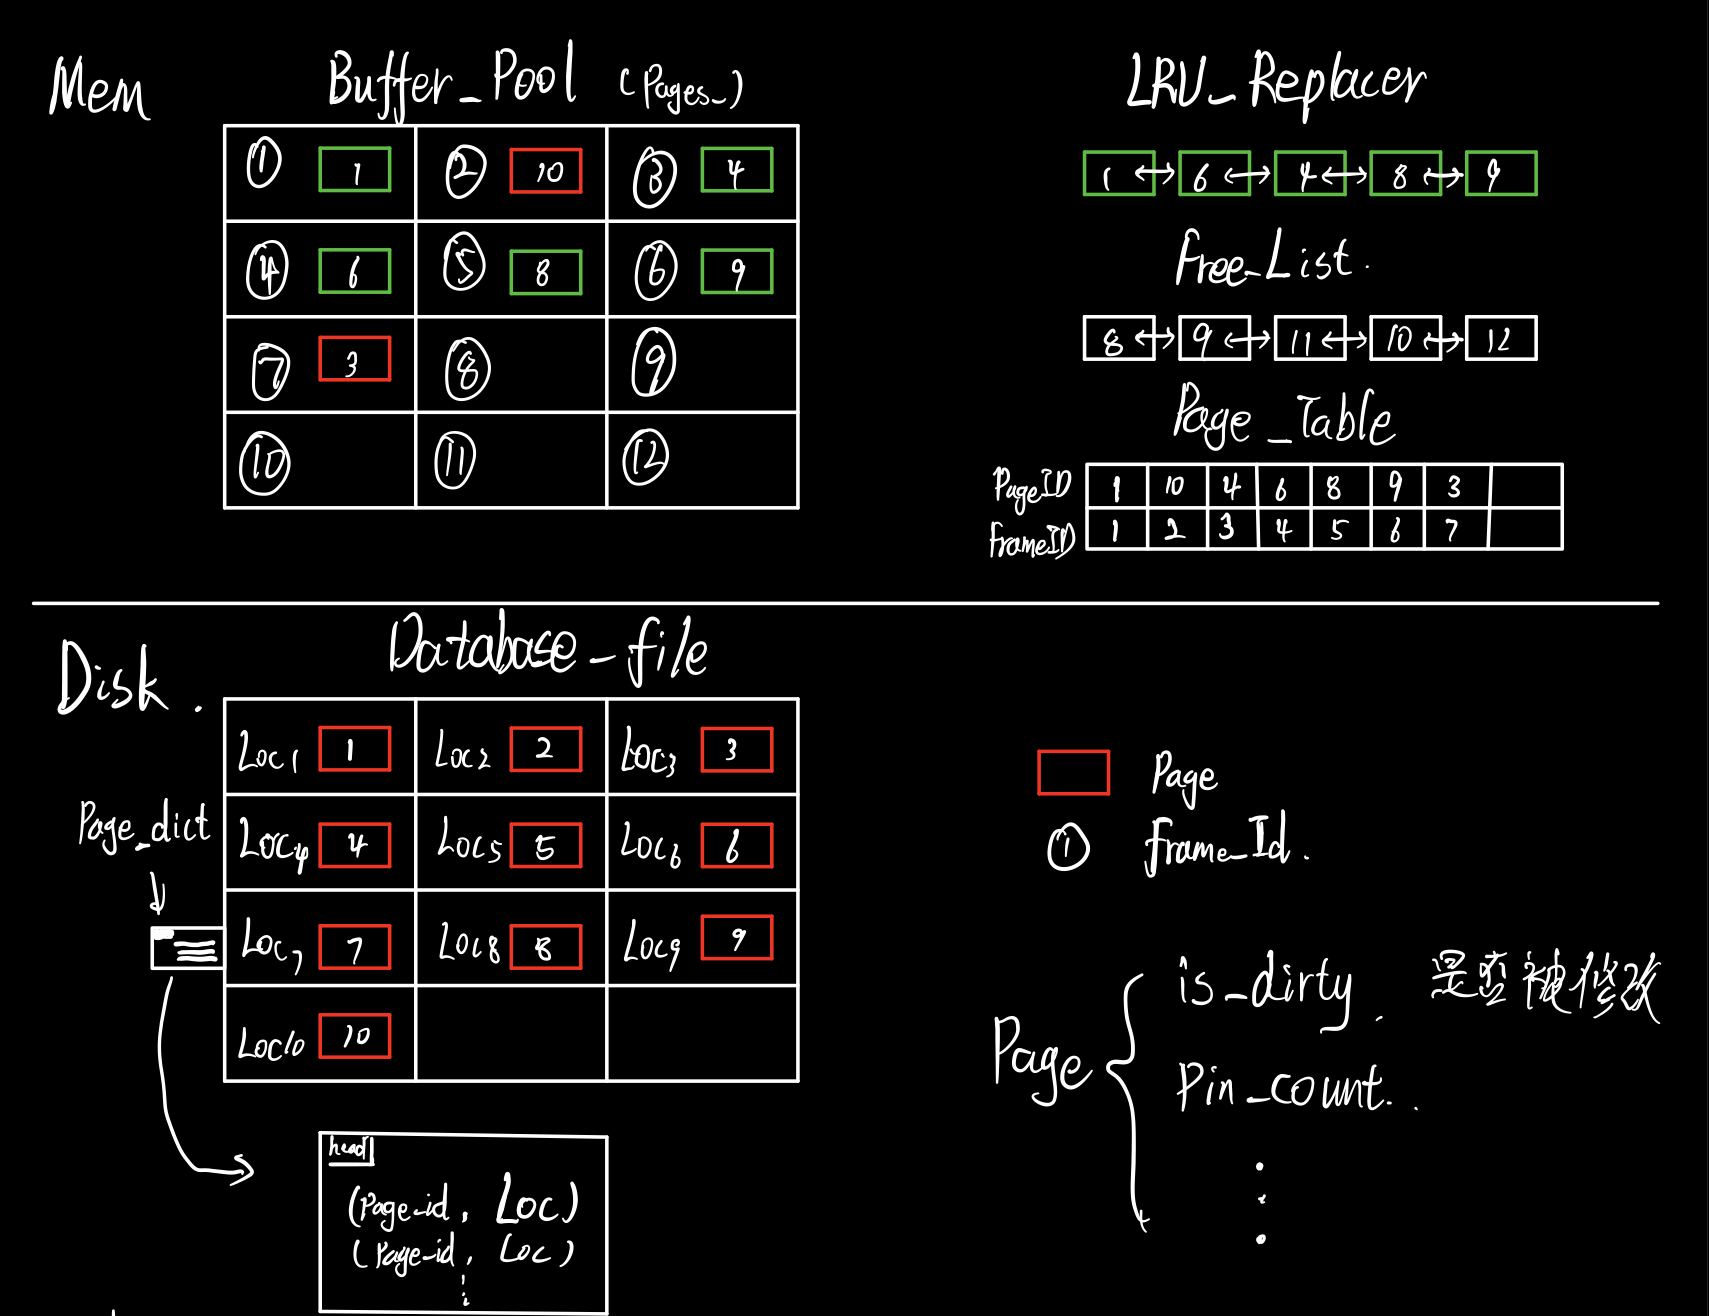 Mem
Buffer_Pool (Pages_)
① 1 ② 10 ③ 4
④ 6 ⑤ 8 ⑥ 9
⑦ 3 ⑧ ⑨
⑩ ⑪ ⑫
LRU_Replacer
1 6 4 8 9
Free_List.
8 9 11 10 12
Page_Table
PageID 1 10 4 6 8 9 3
FrameID 1 2 3 4 5 6 7
Disk.
Database_file
Loc1 1 Loc2 2 Loc3 3
Loc4 4 Loc5 5 Loc6 6
Loc7 7 Loc8 8 Loc9 9
Loc10 10
Page_dict
head
(Page_id, Loc)
(Page_id, Loc)
⋮
Page
① frame_Id.
Page
is_dirty. 是否被修改
Pin_count..
⋮